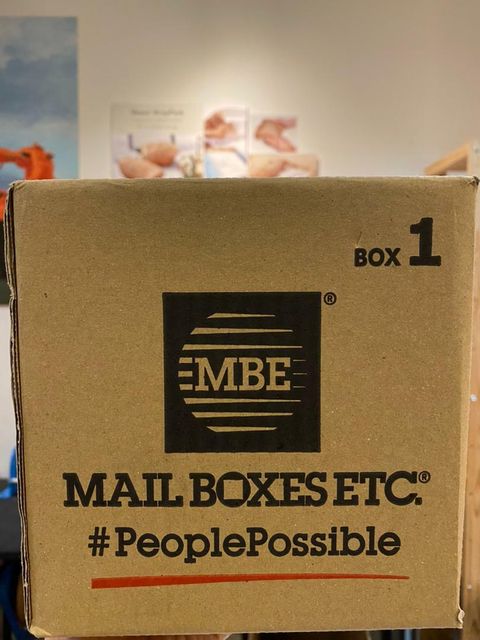 BOX 1
MBE®
MAIL BOXES ETC.®
#PeoplePossible